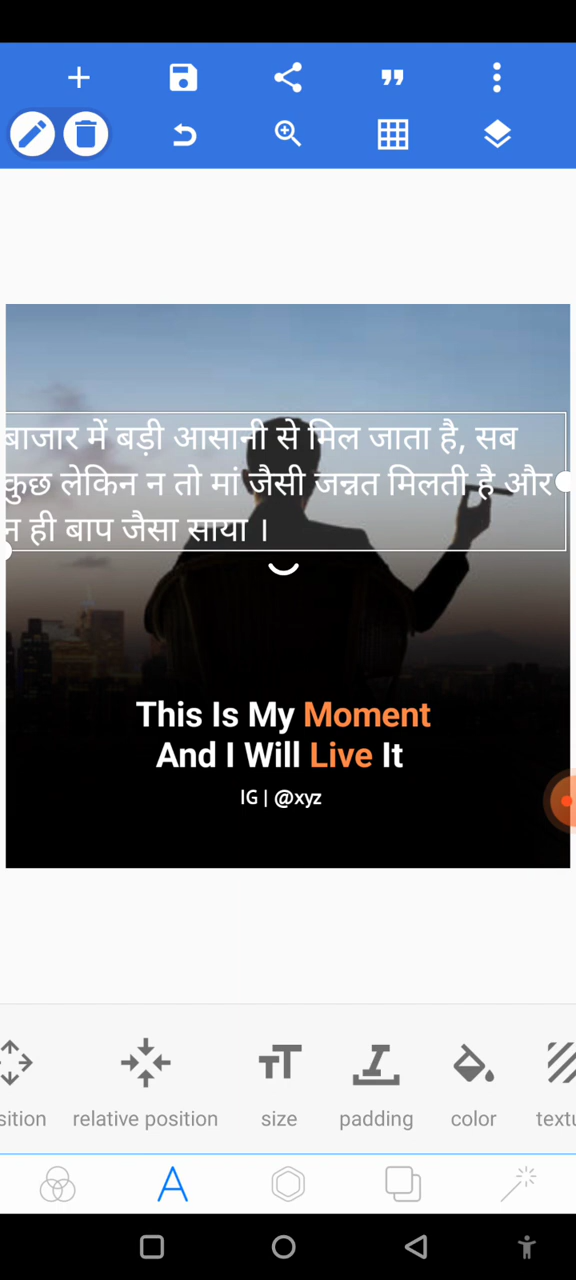 बाजार में बड़ी आसानी से मिल जाता है, सब
कुछ लेकिन न तो मां जैसी जन्नत मिलती है और
न ही बाप जैसा साया ।
This Is My Moment
And I Will Live It
IG | @xyz
sition relative position size padding color textu